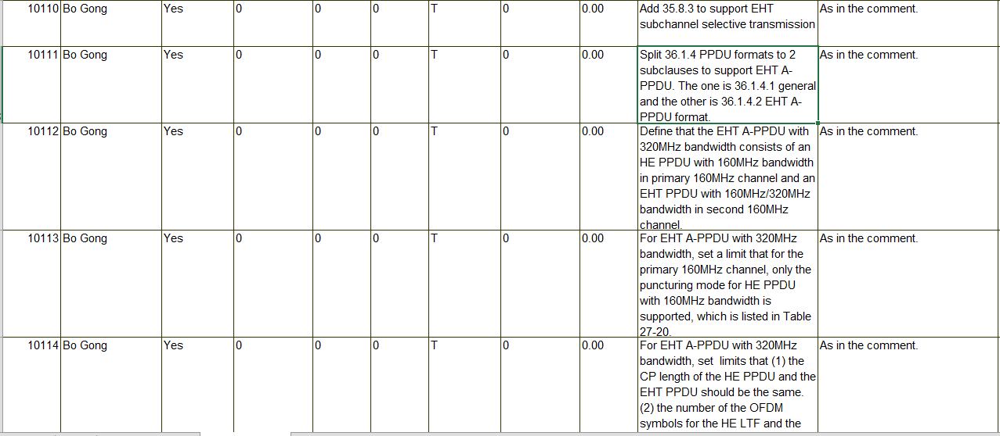 10110 Bo Gong Yes 0 0 0 T 0 0.00 Add 35.8.3 to support EHT As in the comment.
subchannel selective transmission
10111 Bo Gong Yes 0 0 0 T 0 0.00 Split 36.1.4 PPDU formats to 2 As in the comment.
subclauses to support EHT A-
PPDU. The one is 36.1.4.1 general
and the other is 36.1.4.2 EHT A-
PPDU format.
10112 Bo Gong Yes 0 0 0 T 0 0.00 Define that the EHT A-PPDU with As in the comment.
320MHz bandwidth consists of an
HE PPDU with 160MHz bandwidth
in primary 160MHz channel and an
EHT PPDU with 160MHz/320MHz
bandwidth in second 160MHz
channel.
10113 Bo Gong Yes 0 0 0 T 0 0.00 For EHT A-PPDU with 320MHz As in the comment.
bandwidth, set a limit that for the
primary 160MHz channel, only the
puncturing mode for HE PPDU
with 160MHz bandwidth is
supported, which is listed in Table
27-20.
10114 Bo Gong Yes 0 0 0 T 0 0.00 For EHT A-PPDU with 320MHz As in the comment.
bandwidth, set  limits that (1) the
CP length of the HE PPDU and the
EHT PPDU should be the same.
(2) the number of the OFDM
symbols for the HE LTF and the